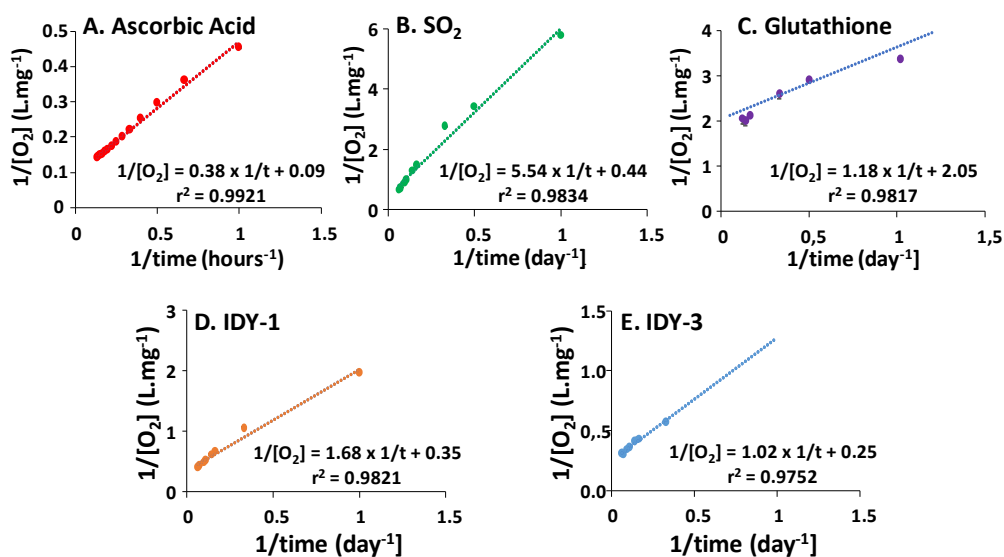 A. Ascorbic Acid
1/[O₂] (L.mg⁻¹)
0.5
0.4
0.3
0.2
0.1
0
0
0.5
1
1.5
1/[O₂] = 0.38 x 1/t + 0.09
r² = 0.9921
1/time (hours⁻¹)
B. SO₂
1/[O₂] (L.mg⁻¹)
6
4
2
0
0
0.5
1
1.5
1/[O₂] = 5.54 x 1/t + 0.44
r² = 0.9834
1/time (day⁻¹]
C. Glutathione
1/[O₂] (L.mg⁻¹)
4
3
2
1
0
0
0,5
1
1,5
1/[O₂] = 1.18 x 1/t + 2.05
r² = 0.9817
1/time (day⁻¹]
D. IDY-1
1/[O₂] (L.mg⁻¹)
3
2
1
0
0
0.5
1
1.5
1/[O₂] = 1.68 x 1/t + 0.35
r² = 0.9821
1/time (day⁻¹]
E. IDY-3
1/[O₂] (L.mg⁻¹)
1.5
1.0
0.5
0.0
0
0.5
1
1.5
1/[O₂] = 1.02 x 1/t + 0.25
r² = 0.9752
1/time (day⁻¹]